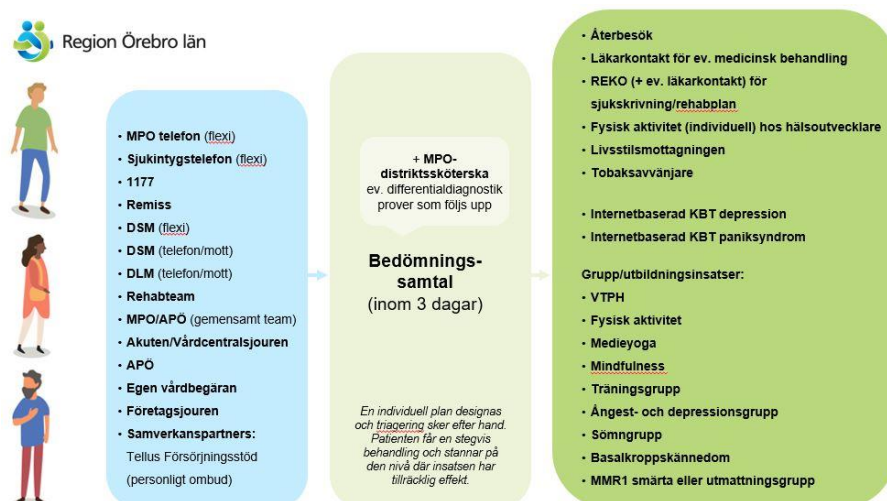 Region Örebro län
• MPO telefon (flexi)
• Sjukintygstelefon (flexi)
• 1177
• Remiss
• DSM (flexi)
• DSM (telefon/mott)
• DLM (telefon/mott)
• Rehabteam
• MPO/APÖ (gemensamt team)
• Akuten/Vårdcentralsjouren
• APÖ
• Egen vårdbegäran
• Företagsjouren
• Samverkanspartners:
Tellus Försörjningsstöd
(personligt ombud)
+ MPO-
distriktssköterska
ev. differentialdiagnostik
prover som följs upp
Bedömnings-
samtal
(inom 3 dagar)
En individuell plan designas
och triagering sker efter hand.
Patienten får en stegvis
behandling och stannar på
den nivå där insatsen har
tillräcklig effekt.
• Återbesök
• Läkarkontakt för ev. medicinsk behandling
• REKO (+ ev. läkarkontakt) för
sjukskrivning/rehabplan
• Fysisk aktivitet (individuell) hos hälsoutvecklare
• Livsstilsmottagningen
• Tobaksavvänjare
• Internetbaserad KBT depression
• Internetbaserad KBT paniksyndrom
Grupp/utbildningsinsatser:
• VTPH
• Fysisk aktivitet
• Medieyoga
• Mindfulness
• Träningsgrupp
• Ångest- och depressionsgrupp
• Sömngrupp
• Basalkroppskännedom
• MMR1 smärta eller utmattningsgrupp